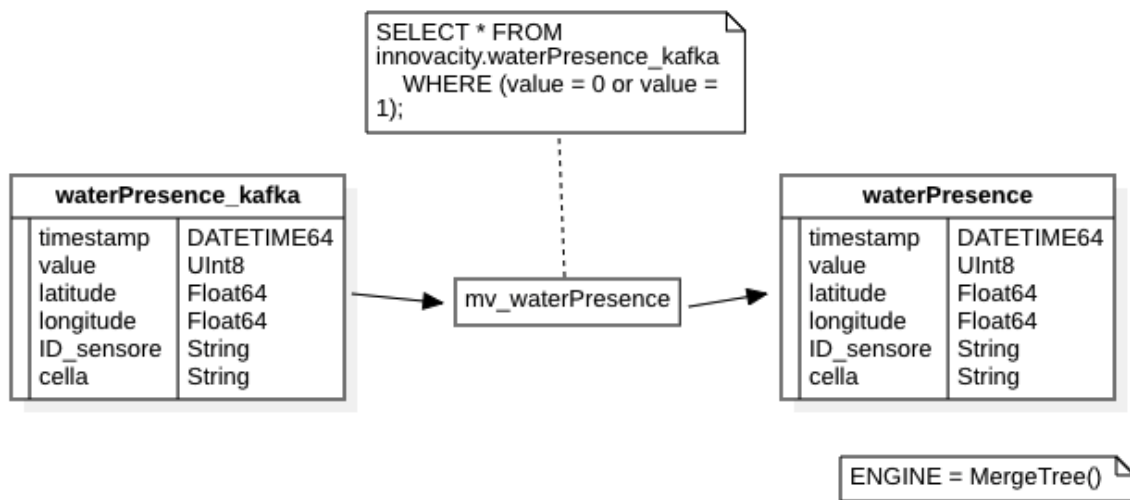 SELECT * FROM
innovacity.waterPresence_kafka
WHERE (value = 0 or value =
1);
waterPresence_kafka
timestamp DATETIME64
value UInt8
latitude Float64
longitude Float64
ID_sensore String
cella String
mv_waterPresence
waterPresence
timestamp DATETIME64
value UInt8
latitude Float64
longitude Float64
ID_sensore String
cella String
ENGINE = MergeTree()